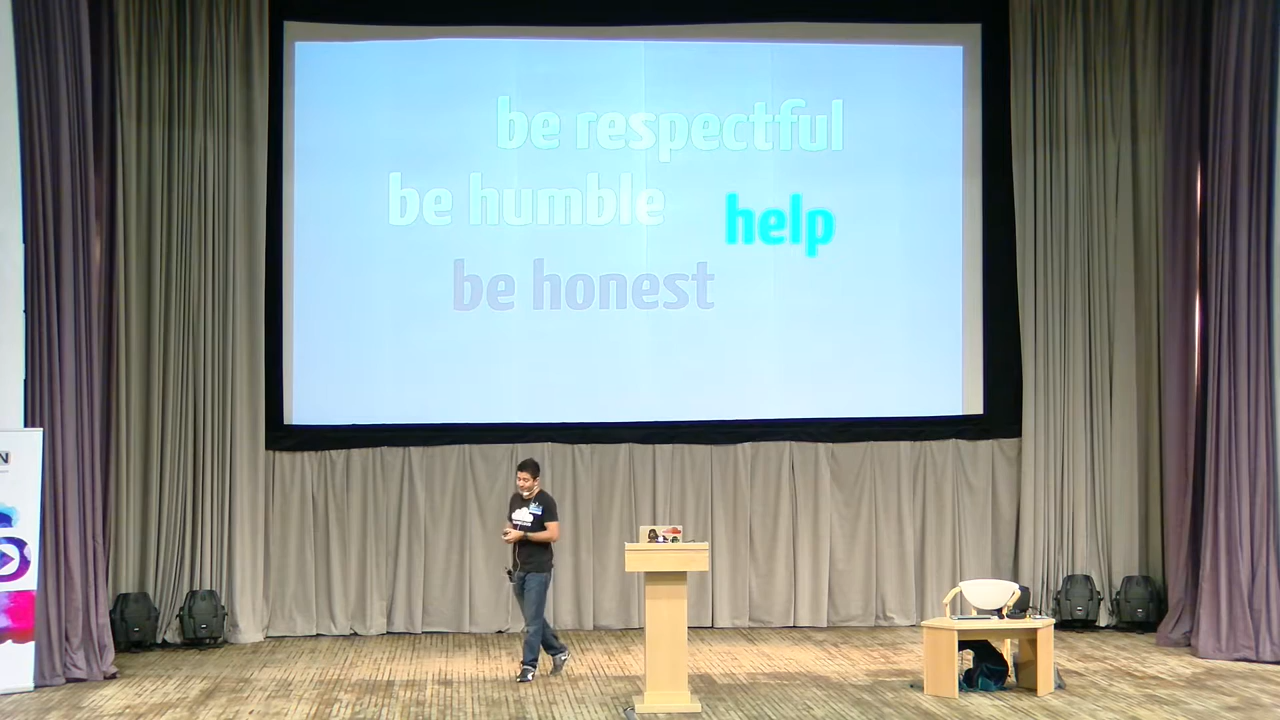 be respectful
be humble
help
be honest
N